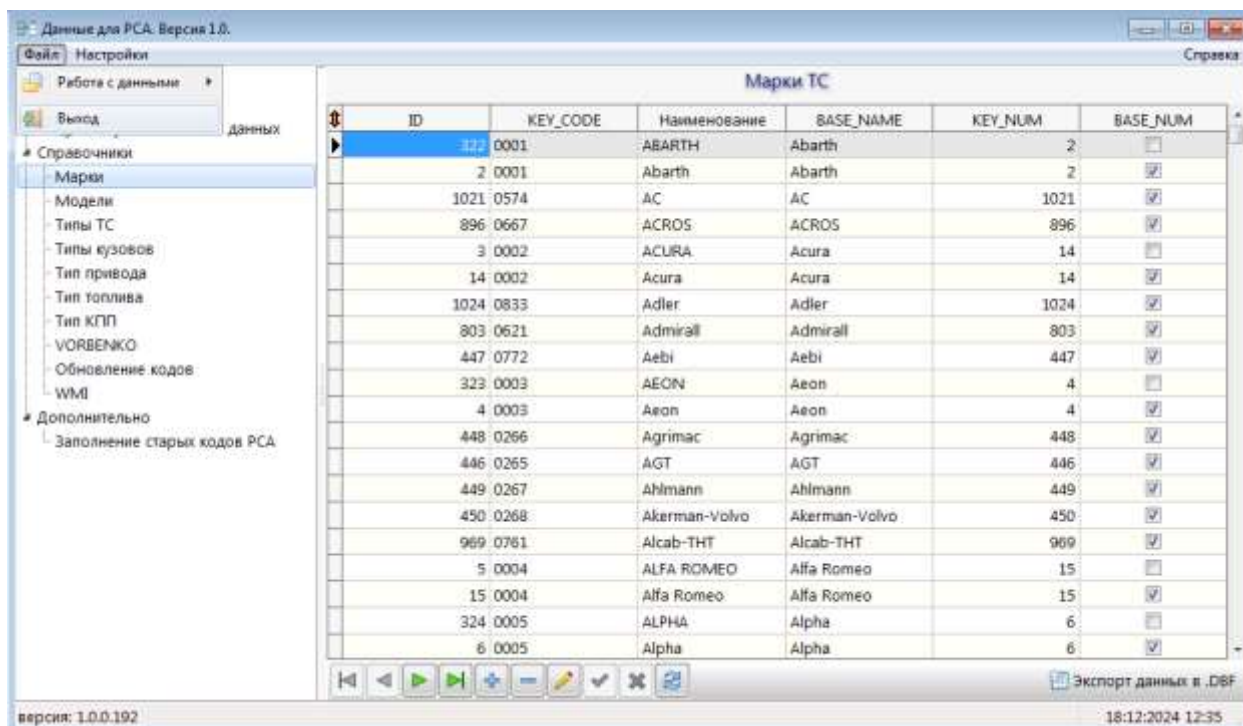 Данные для РСА. Версия 1.0.
Файл Настройки Справка
Работа с данными
Выход
данных
Справочники
Марки
Модели
Типы ТС
Типы кузовов
Тип привода
Тип топлива
Тип КПП
VORBENKO
Обновление кодов
WMI
Дополнительно
Заполнение старых кодов РСА
Марки ТС
ID KEY_CODE Наименование BASE_NAME KEY_NUM BASE_NUM
322 0001 ABARTH Abarth 2
2 0001 Abarth Abarth 2
1021 0574 AC AC 1021
896 0667 ACROS ACROS 896
3 0002 ACURA Acura 14
14 0002 Acura Acura 14
1024 0833 Adler Adler 1024
803 0621 Admirall Admirall 803
447 0772 Aebi Aebi 447
323 0003 AEON Aeon 4
4 0003 Aeon Aeon 4
448 0266 Agrimac Agrimac 448
446 0265 AGT AGT 446
449 0267 Ahlmann Ahlmann 449
450 0268 Akerman-Volvo Akerman-Volvo 450
969 0761 Alcab-THT Alcab-THT 969
5 0004 ALFA ROMEO Alfa Romeo 15
15 0004 Alfa Romeo Alfa Romeo 15
324 0005 ALPHA Alpha 6
6 0005 Alpha Alpha 6
Экспорт данных в .DBF
версия: 1.0.0.192 18:12:2024 12:35